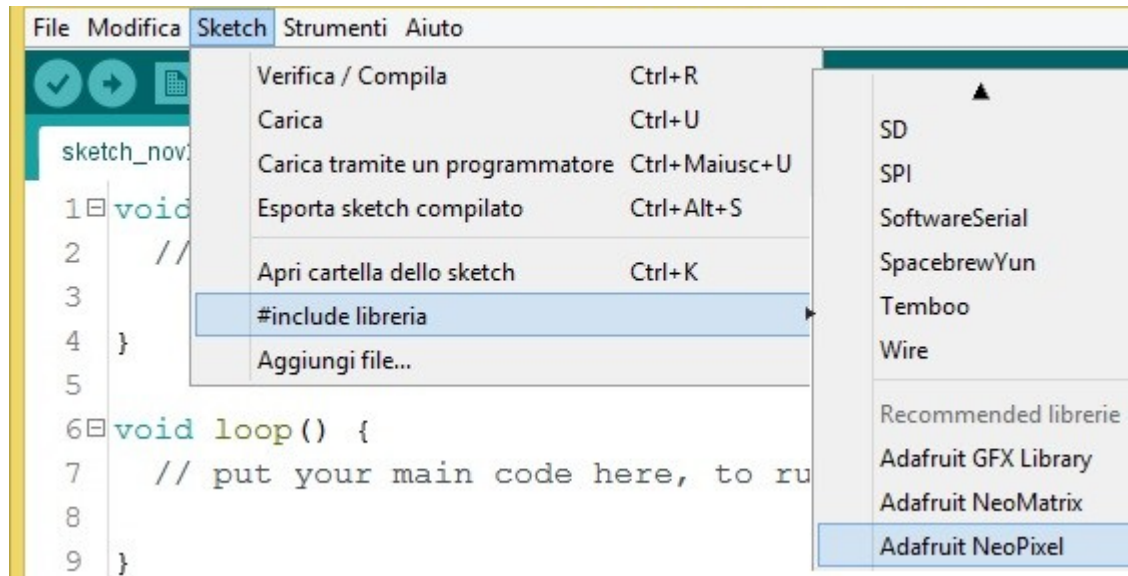 File Modifica Sketch Strumenti Aiuto
Verifica / Compila Ctrl+R
Carica Ctrl+U
Carica tramite un programmatore Ctrl+Maiusc+U
Esporta sketch compilato Ctrl+Alt+S
Apri cartella dello sketch Ctrl+K
#include libreria
Aggiungi file...
SD
SPI
SoftwareSerial
SpacebrewYun
Temboo
Wire
Recommended librerie
Adafruit GFX Library
Adafruit NeoMatrix
Adafruit NeoPixel
sketch_nov
1 void
2 //
3
4 }
5
6 void loop() {
7 // put your main code here, to ru
8
9 }